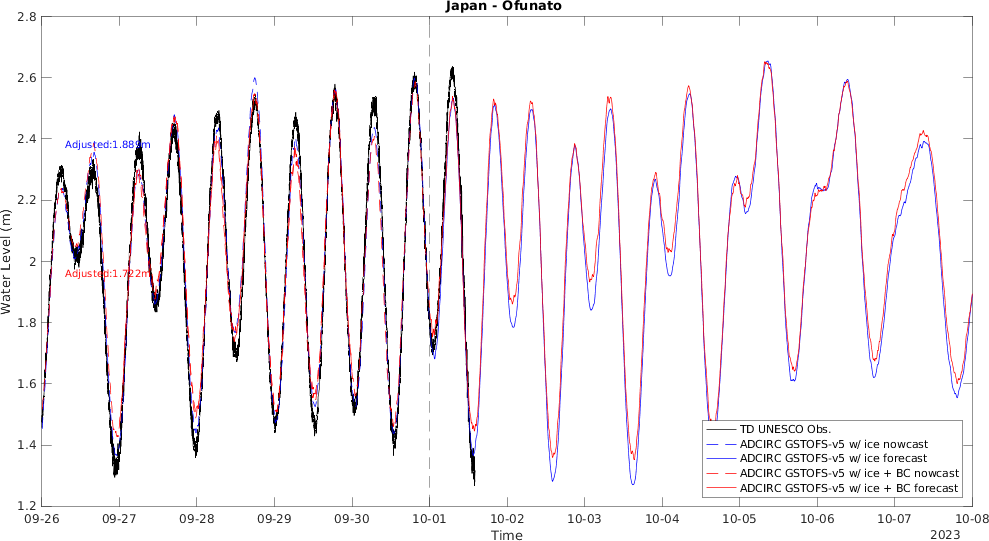 Japan - Ofunato
2.8
2.6
2.4
2.2
2
1.8
1.6
1.4
1.2
Water Level (m)
Adjusted:1.889m
Adjusted:1.722m
TD UNESCO Obs.
ADCIRC GSTOFS-v5 w/ ice nowcast
ADCIRC GSTOFS-v5 w/ ice forecast
ADCIRC GSTOFS-v5 w/ ice + BC nowcast
ADCIRC GSTOFS-v5 w/ ice + BC forecast
09-26 09-27 09-28 09-29 09-30 10-01 10-02 10-03 10-04 10-05 10-06 10-07 10-08
Time
2023